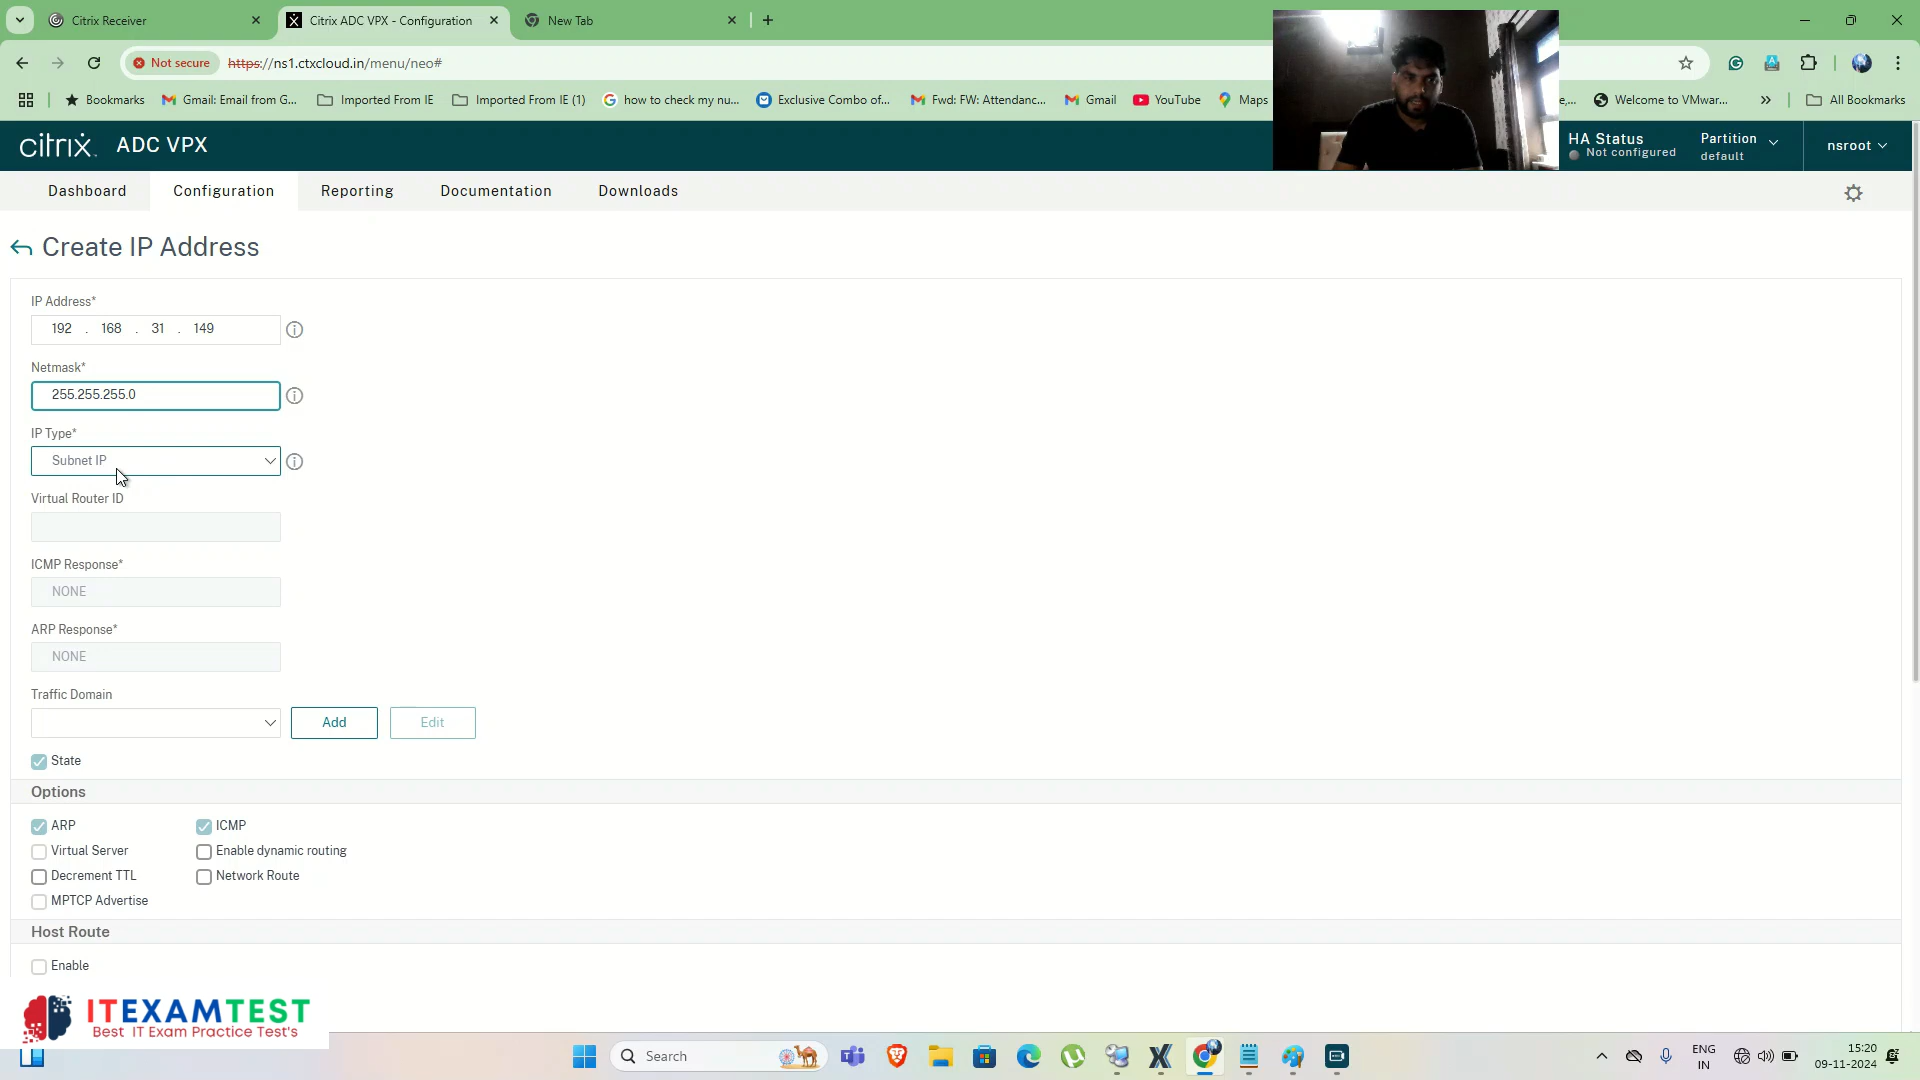 Citrix Receiver
Citrix ADC VPX - Configuration
New Tab
Not secure
https://ns1.ctxcloud.in/menu/neo#
Bookmarks
Gmail: Email from G...
Imported From IE
Imported From IE (1)
how to check my nu...
Exclusive Combo of...
Fwd: FW: Attendanc...
Gmail
YouTube
Maps
e,...
Welcome to VMwar...
All Bookmarks
citrix
ADC VPX
HA Status
Not configured
Partition
default
nsroot
Dashboard
Configuration
Reporting
Documentation
Downloads
Create IP Address
IP Address*
192 . 168 . 31 . 149
Netmask*
255.255.255.0
IP Type*
Subnet IP
Virtual Router ID
ICMP Response*
NONE
ARP Response*
NONE
Traffic Domain
Add
Edit
State
Options
ARP
ICMP
Virtual Server
Enable dynamic routing
Decrement TTL
Network Route
MPTCP Advertise
Host Route
Enable
ITEXAMTEST
Best IT Exam Practice Test's
Search
ENG
IN
15:20
09-11-2024